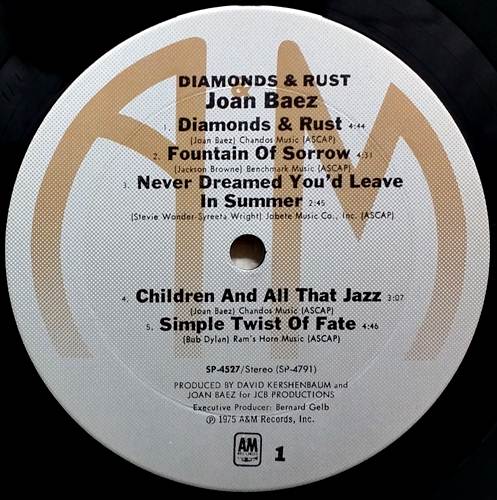 DIAMONDS & RUST
Joan Baez
1. Diamonds & Rust 4:44
(Joan Baez) Chandos Music (ASCAP)
2. Fountain Of Sorrow 4:31
(Jackson Browne) Benchmark Music (ASCAP)
3. Never Dreamed You'd Leave
In Summer 2:45
(Stevie Wonder-Syreeta Wright) Jobete Music Co., Inc. (ASCAP)
4. Children And All That Jazz 3:07
(Joan Baez) Chandos Music (ASCAP)
5. Simple Twist Of Fate 4:46
(Bob Dylan) Ram's Horn Music (ASCAP)
SP-4527/Stereo (SP-4791)
PRODUCED BY DAVID KERSHENBAUM and
JOAN BAEZ for JCB PRODUCTIONS
Executive Producer: Bernard Gelb
℗ 1975 A&M Records, Inc.
AM 1